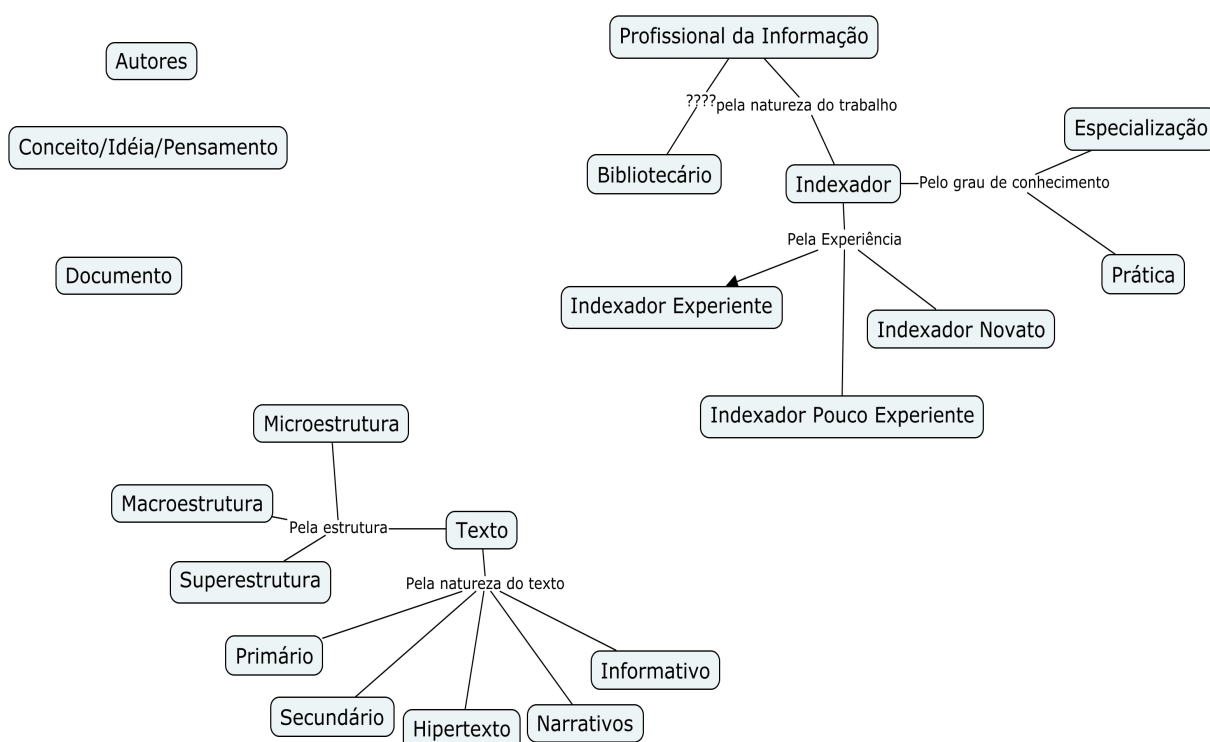 Profissional da Informação
Autores
????
pela natureza do trabalho
Especialização
Conceito/Idéia/Pensamento
Bibliotecário
Indexador
Pelo grau de conhecimento
Pela Experiência
Documento
Prática
Indexador Experiente
Indexador Novato
Indexador Pouco Experiente
Microestrutura
Macroestrutura
Pela estrutura
Texto
Superestrutura
Pela natureza do texto
Primário
Informativo
Secundário
Hipertexto
Narrativos